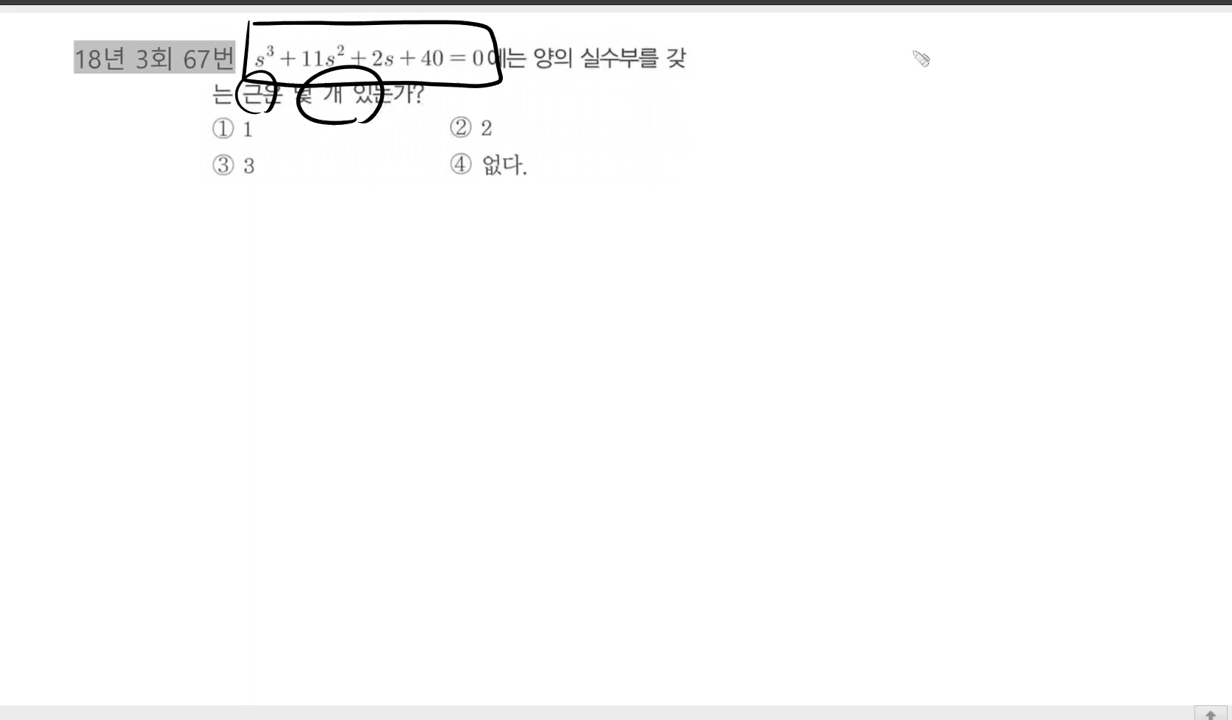 18년 3회 67번 s³ + 11s² + 2s + 40 = 0에는 양의 실수부를 갖
는 근은 몇 개 있는가?
① 1 ② 2
③ 3 ④ 없다.